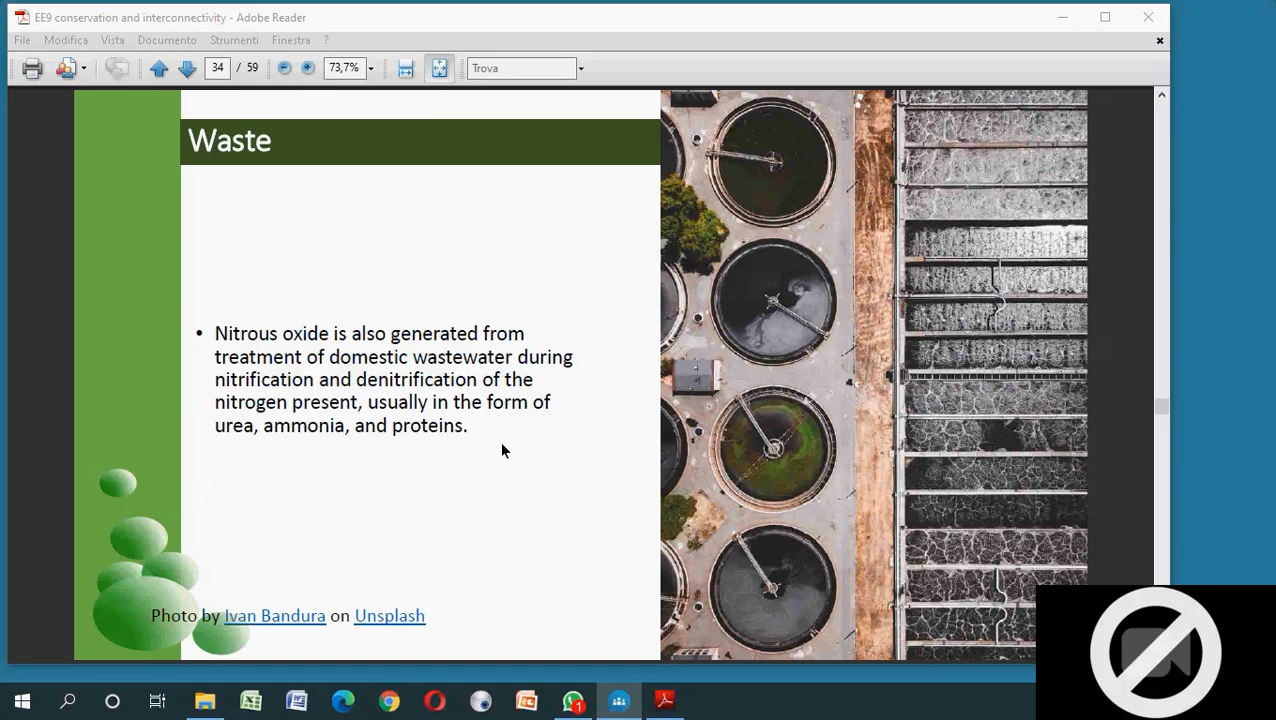 EE9 conservation and interconnectivity - Adobe Reader
File Modifica Vista Documento Strumenti Finestra ?
34 / 59 73,7% Trova
Waste
• Nitrous oxide is also generated from
treatment of domestic wastewater during
nitrification and denitrification of the
nitrogen present, usually in the form of
urea, ammonia, and proteins.
Photo by Ivan Bandura on Unsplash
1